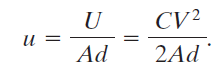 u = U/Ad = CV²/2Ad.